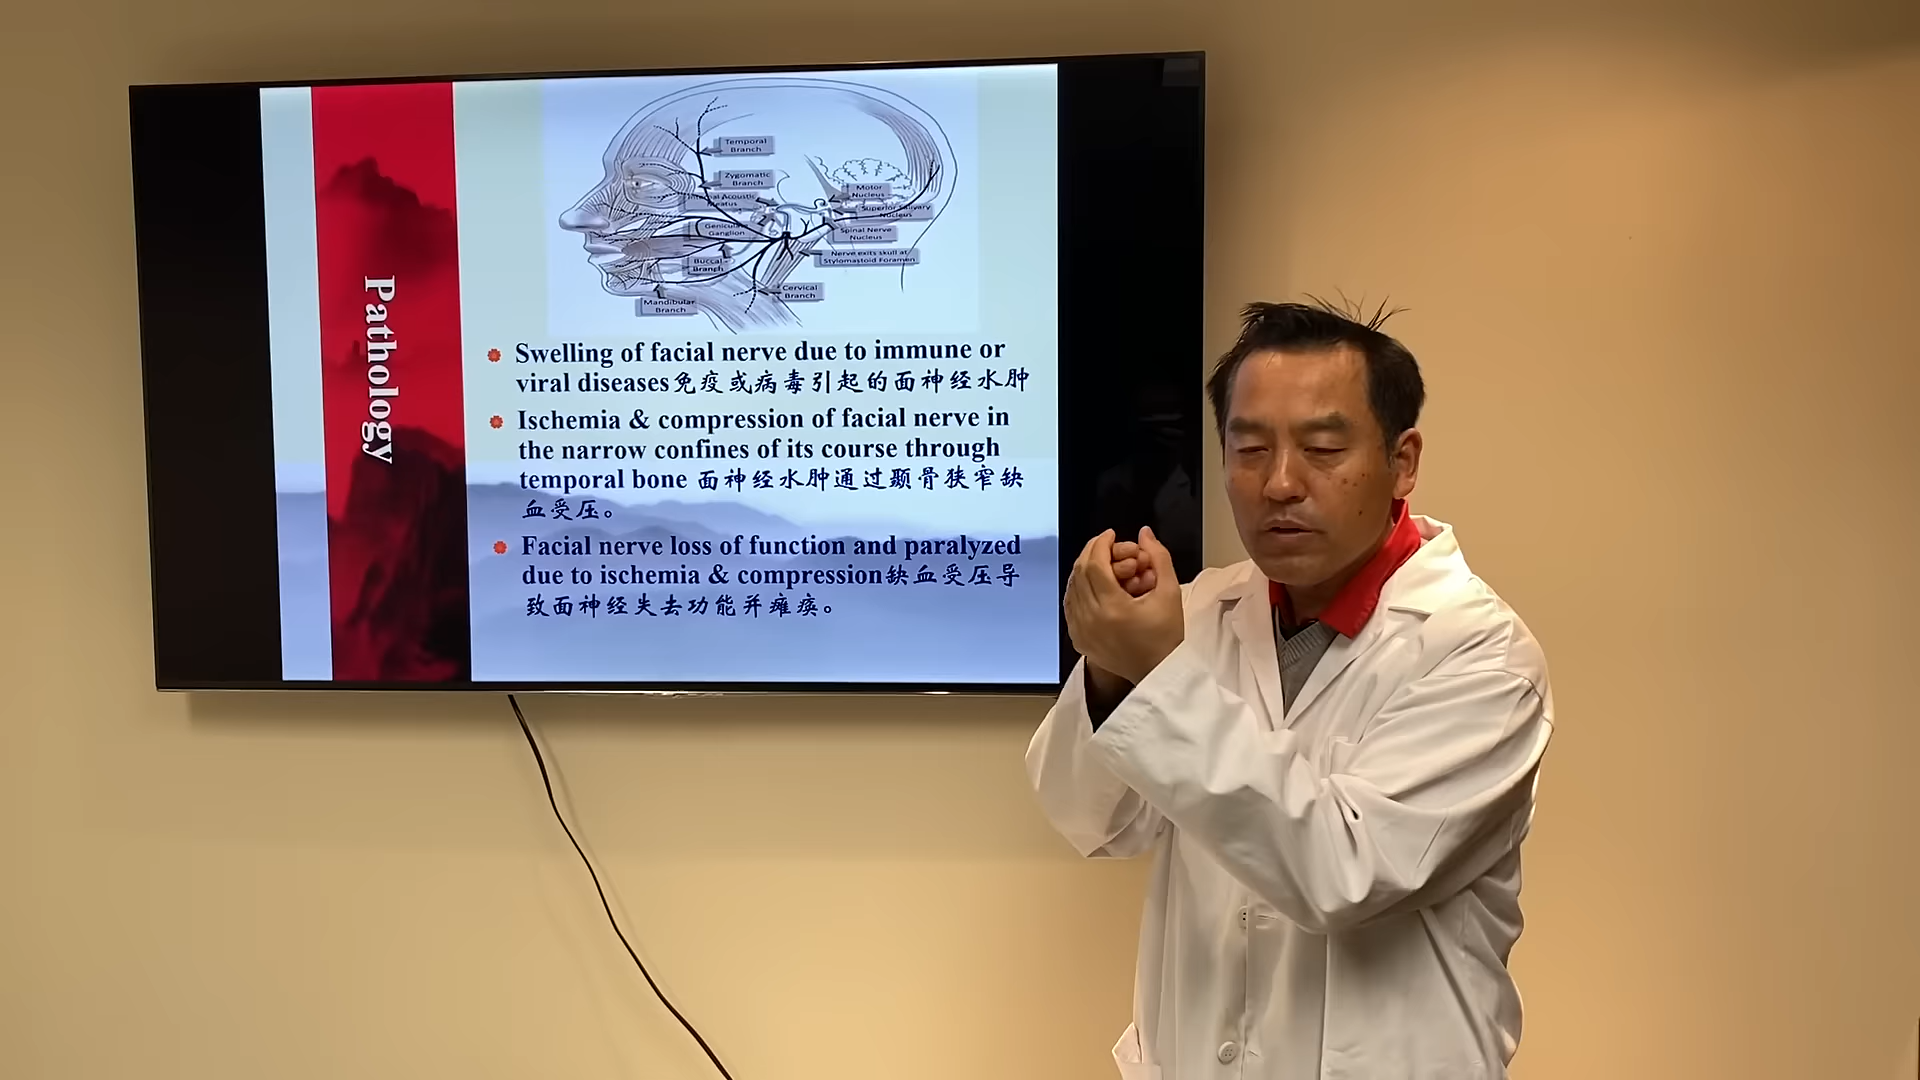 Pathology
Temporal
Branch
Zygomatic
Branch
Internal Acoustic
Meatus
Geniculate
Ganglion
Buccal
Branch
Mandibular
Branch
Cervical
Branch
Motor
Nucleus
Superior Salivary
Nucleus
Spinal Nerve
Nucleus
Nerve exits skull at
Stylomastoid Foramen
Swelling of facial nerve due to immune or
viral diseases免疫或病毒引起的面神经水肿
Ischemia & compression of facial nerve in
the narrow confines of its course through
temporal bone 面神经水肿通过颞骨狭窄缺
血受压。
Facial nerve loss of function and paralyzed
due to ischemia & compression缺血受压导
致面神经失去功能并瘫痪。